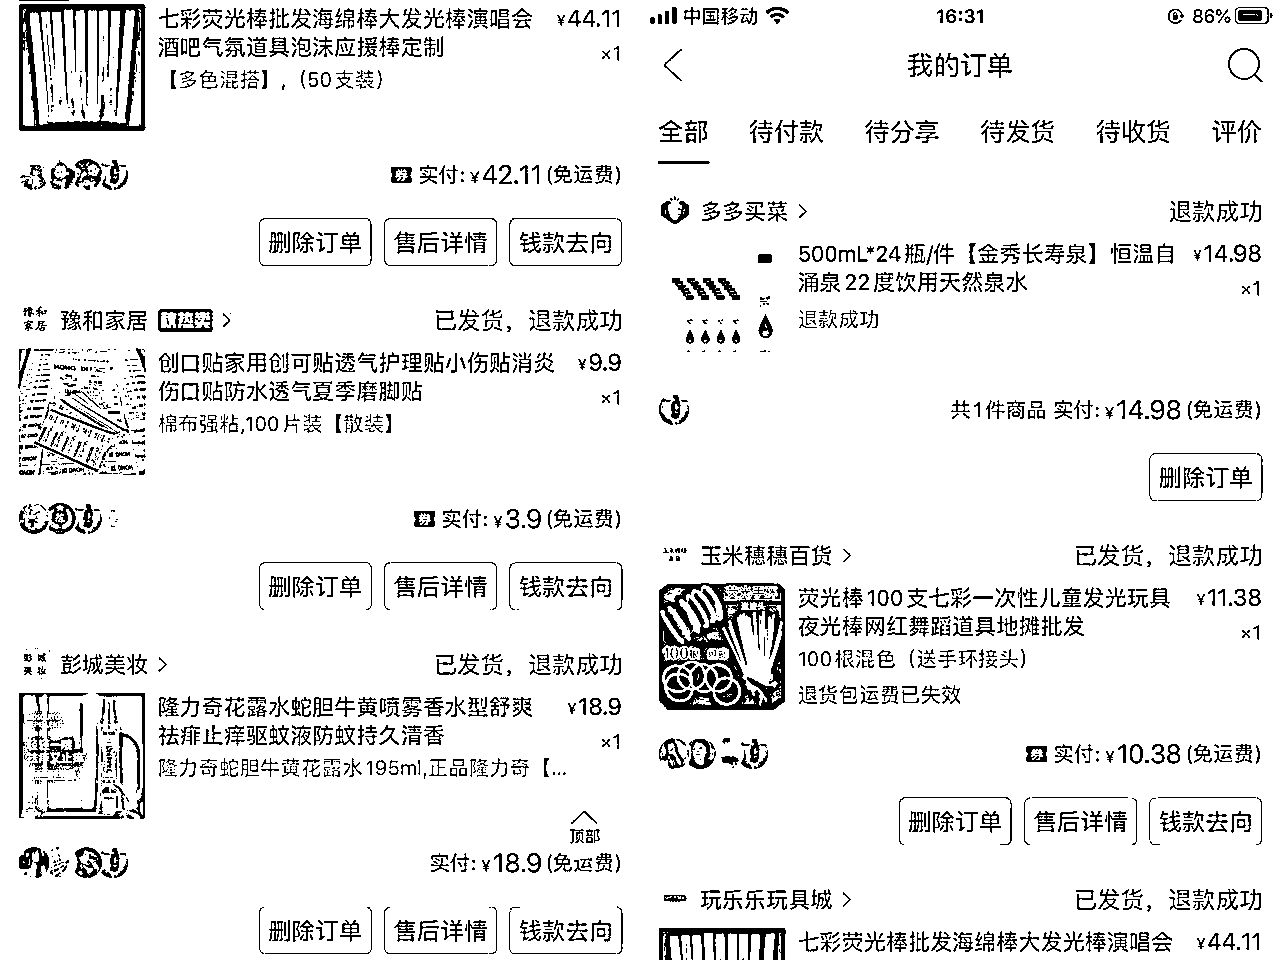 七彩荧光棒批发海绵棒大发光棒演唱会 ¥44.11
酒吧气氛道具泡沫应援棒定制 ×1
【多色混搭】,（50支装）
券 实付:¥42.11(免运费)
删除订单 售后详情 钱款去向
豫和家居 > 已发货，退款成功
创口贴家用创可贴透气护理贴小伤贴消炎 ¥9.9
伤口贴防水透气夏季磨脚贴 ×1
棉布强粘,100片装【散装】
券 实付:¥3.9(免运费)
删除订单 售后详情 钱款去向
彭城美妆 > 已发货，退款成功
隆力奇花露水蛇胆牛黄喷雾香水型舒爽 ¥18.9
祛痱止痒驱蚊液防蚊持久清香 ×1
隆力奇蛇胆牛黄花露水195ml,正品隆力奇【...
顶部
实付:¥18.9(免运费)
删除订单 售后详情 钱款去向
中国移动 16:31 86%
我的订单
全部 待付款 待分享 待发货 待收货 评价
多多买菜 > 退款成功
500mL*24瓶/件【金秀长寿泉】恒温自 ¥14.98
涌泉22度饮用天然泉水 ×1
退款成功
共1件商品 实付:¥14.98(免运费)
删除订单
玉米穗穗百货 > 已发货，退款成功
荧光棒100支七彩一次性儿童发光玩具 ¥11.38
夜光棒网红舞蹈道具地摊批发 ×1
100根混色（送手环接头）
退货包运费已失效
券 实付:¥10.38(免运费)
删除订单 售后详情 钱款去向
玩乐乐玩具城 > 已发货，退款成功
七彩荧光棒批发海绵棒大发光棒演唱会 ¥44.11